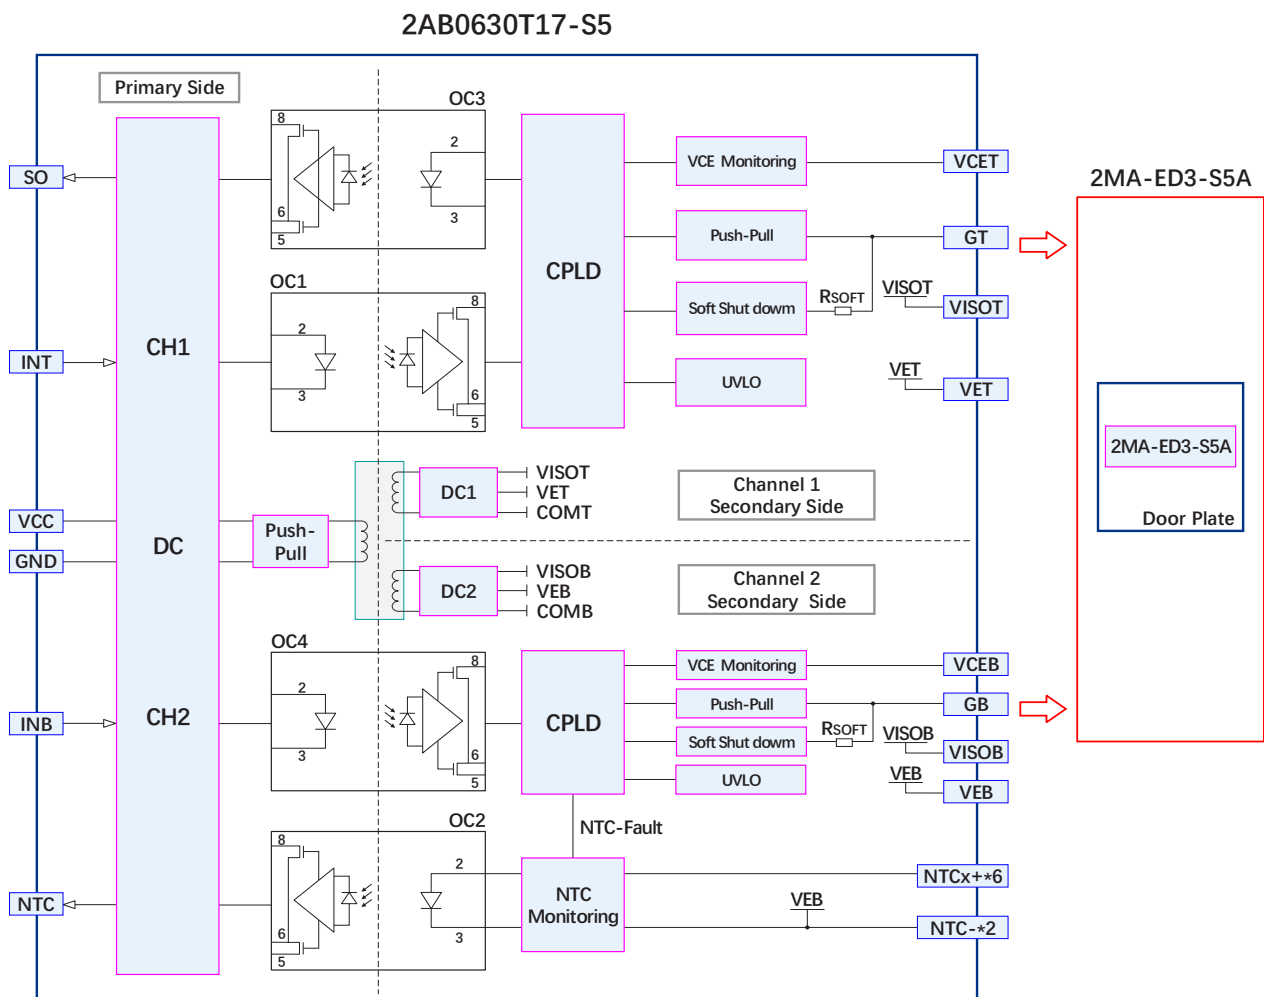 2AB0630T17-S5
Primary Side
OC3
8
2
VCE Monitoring
VCET
SO
2MA-ED3-S5A
6
3
5
Push-Pull
GT
CPLD
OC1
8
Soft Shut dowm
RSOFT
VISOT
VISOT
2
CH1
INT
UVLO
VET
VET
3
6
5
2MA-ED3-S5A
VISOT
DC1
VET
COMT
Channel 1
Secondary Side
VCC
Push-
Pull
DC
Door Plate
GND
VISOB
DC2
VEB
COMB
Channel 2
Secondary Side
OC4
8
VCE Monitoring
VCEB
2
Push-Pull
GB
CH2
INB
CPLD
RSOFT
VISOB
Soft Shut dowm
VISOB
3
6
5
UVLO
VEB
VEB
OC2
NTC-Fault
8
2
NTCx+*6
NTC
NTC
Monitoring
VEB
NTC-*2
6
3
5